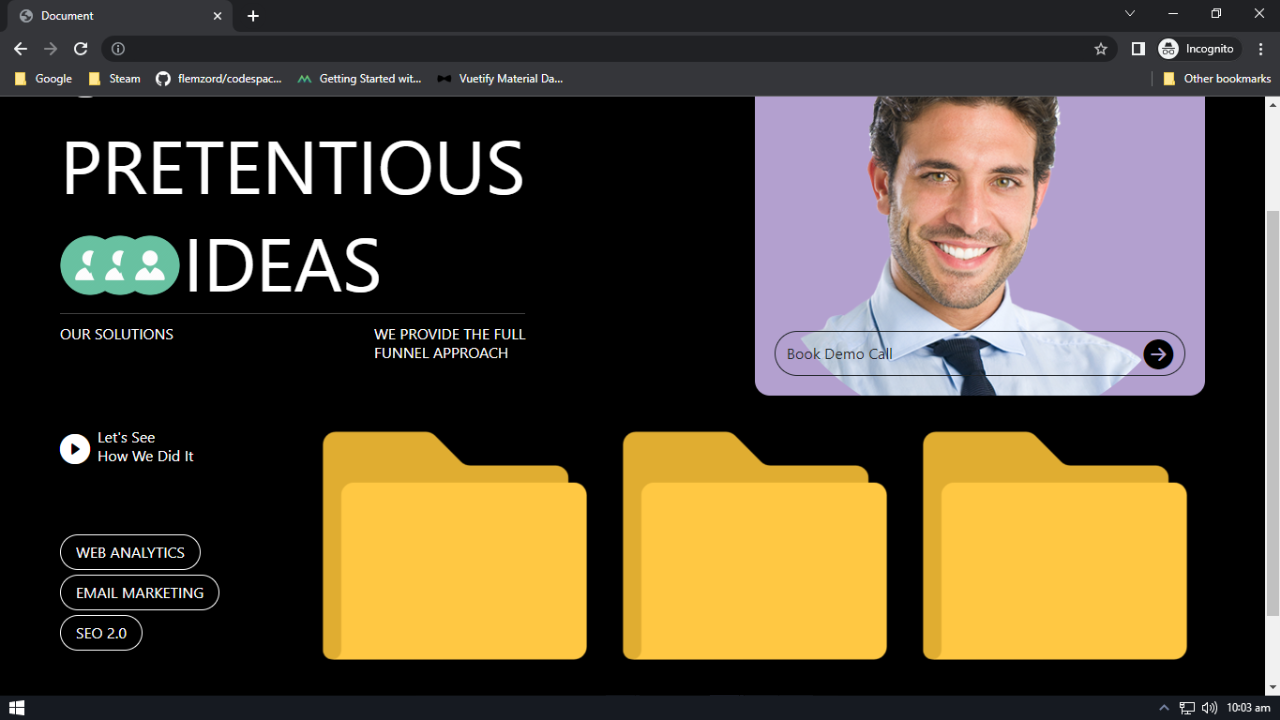 Document
Incognito
Google
Steam
flemzord/codespac...
Getting Started wit...
Vuetify Material Da...
Other bookmarks
PRETENTIOUS
IDEAS
OUR SOLUTIONS
WE PROVIDE THE FULL
FUNNEL APPROACH
Book Demo Call
Let's See
How We Did It
WEB ANALYTICS
EMAIL MARKETING
SEO 2.0
10:03 am